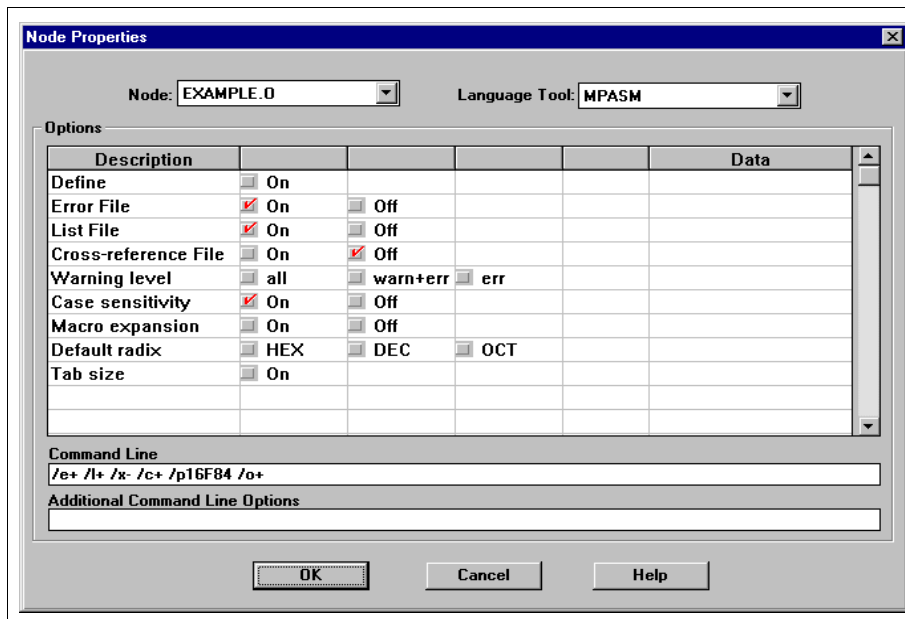 Node Properties
Node: EXAMPLE.O Language Tool: MPASM
Options
Description Data
Define On
Error File On Off
List File On Off
Cross-reference File On Off
Warning level all warn+err err
Case sensitivity On Off
Macro expansion On Off
Default radix HEX DEC OCT
Tab size On
Command Line
/e+ /l+ /x- /c+ /p16F84 /o+
Additional Command Line Options
OK Cancel Help